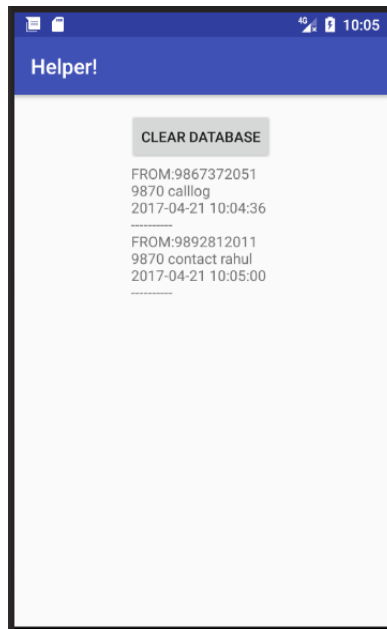 4G 10:05
Helper!
CLEAR DATABASE
FROM:9867372051
9870 calllog
2017-04-21 10:04:36
----------
FROM:9892812011
9870 contact rahul
2017-04-21 10:05:00
----------